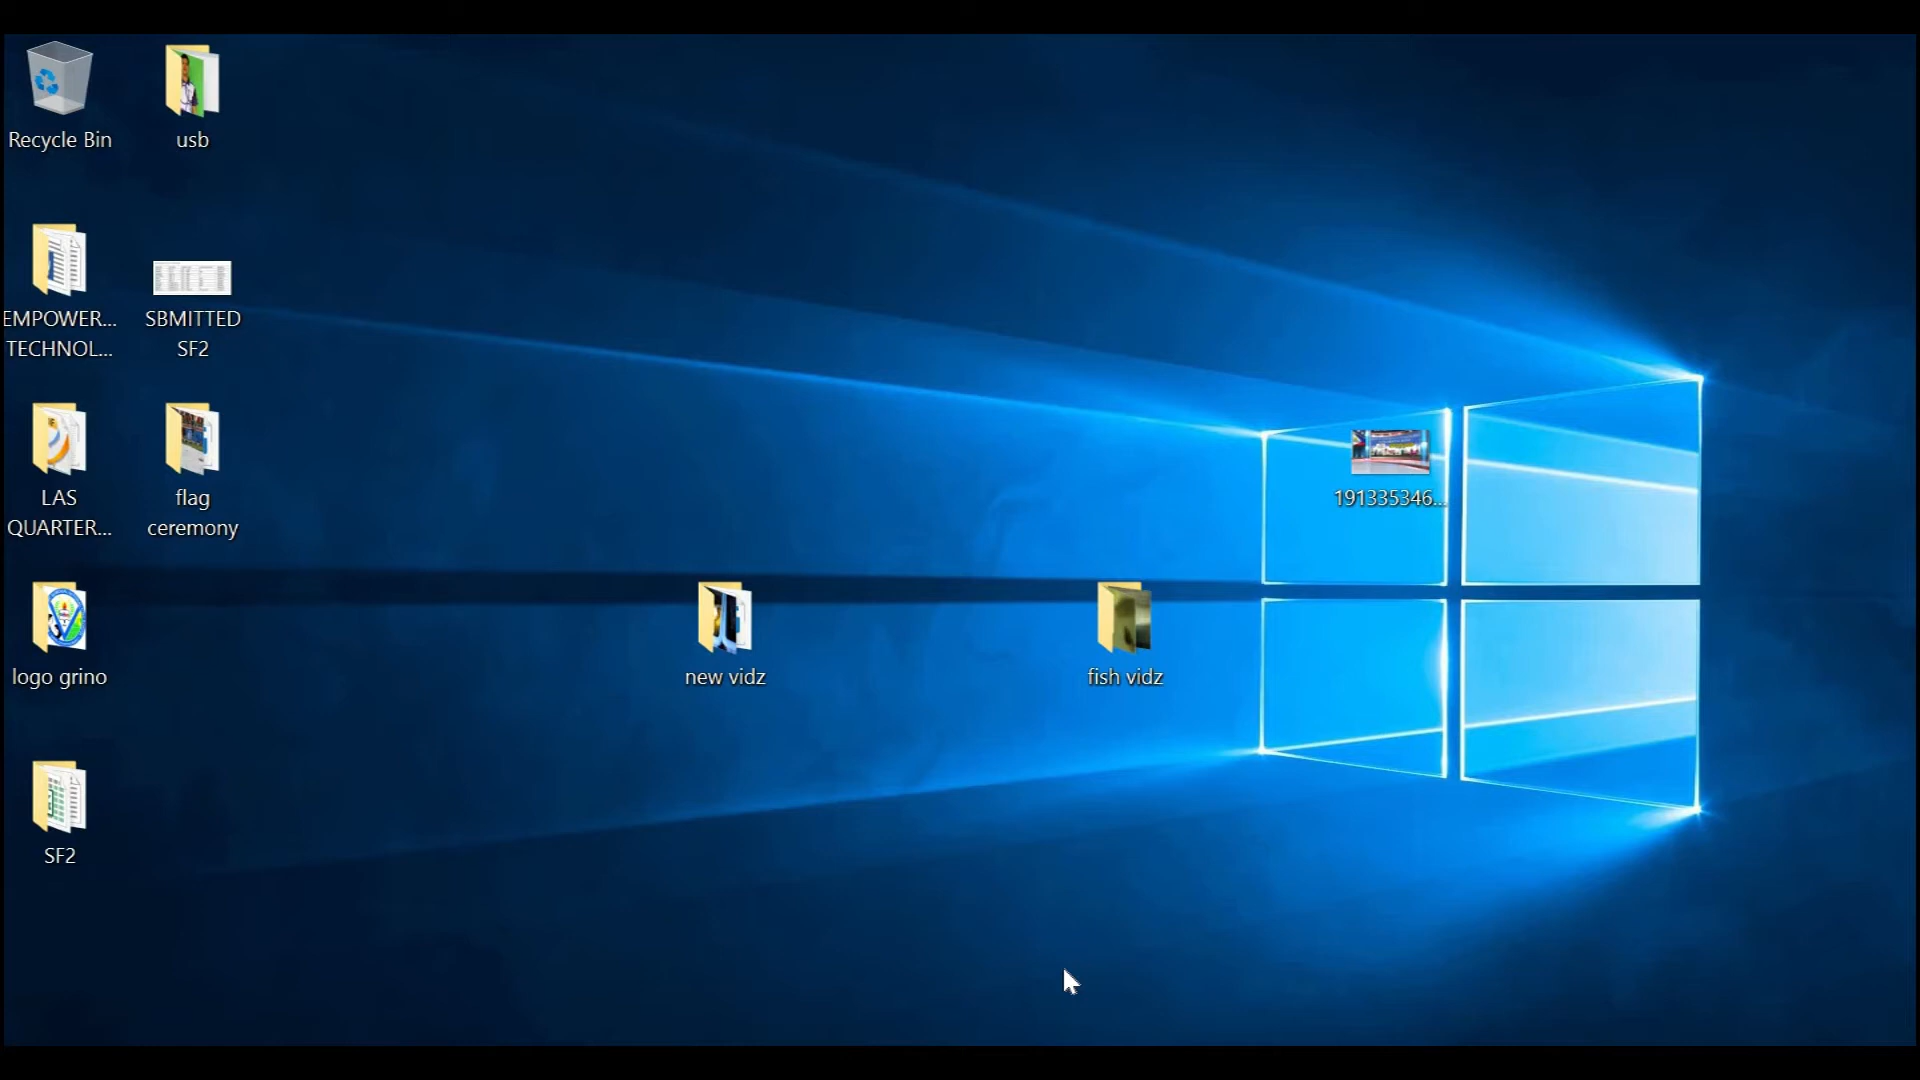 Recycle Bin
usb
EMPOWER...
TECHNOL...
SBMITTED
SF2
LAS
QUARTER...
flag
ceremony
logo grino
new vidz
fish vidz
191335346...
SF2